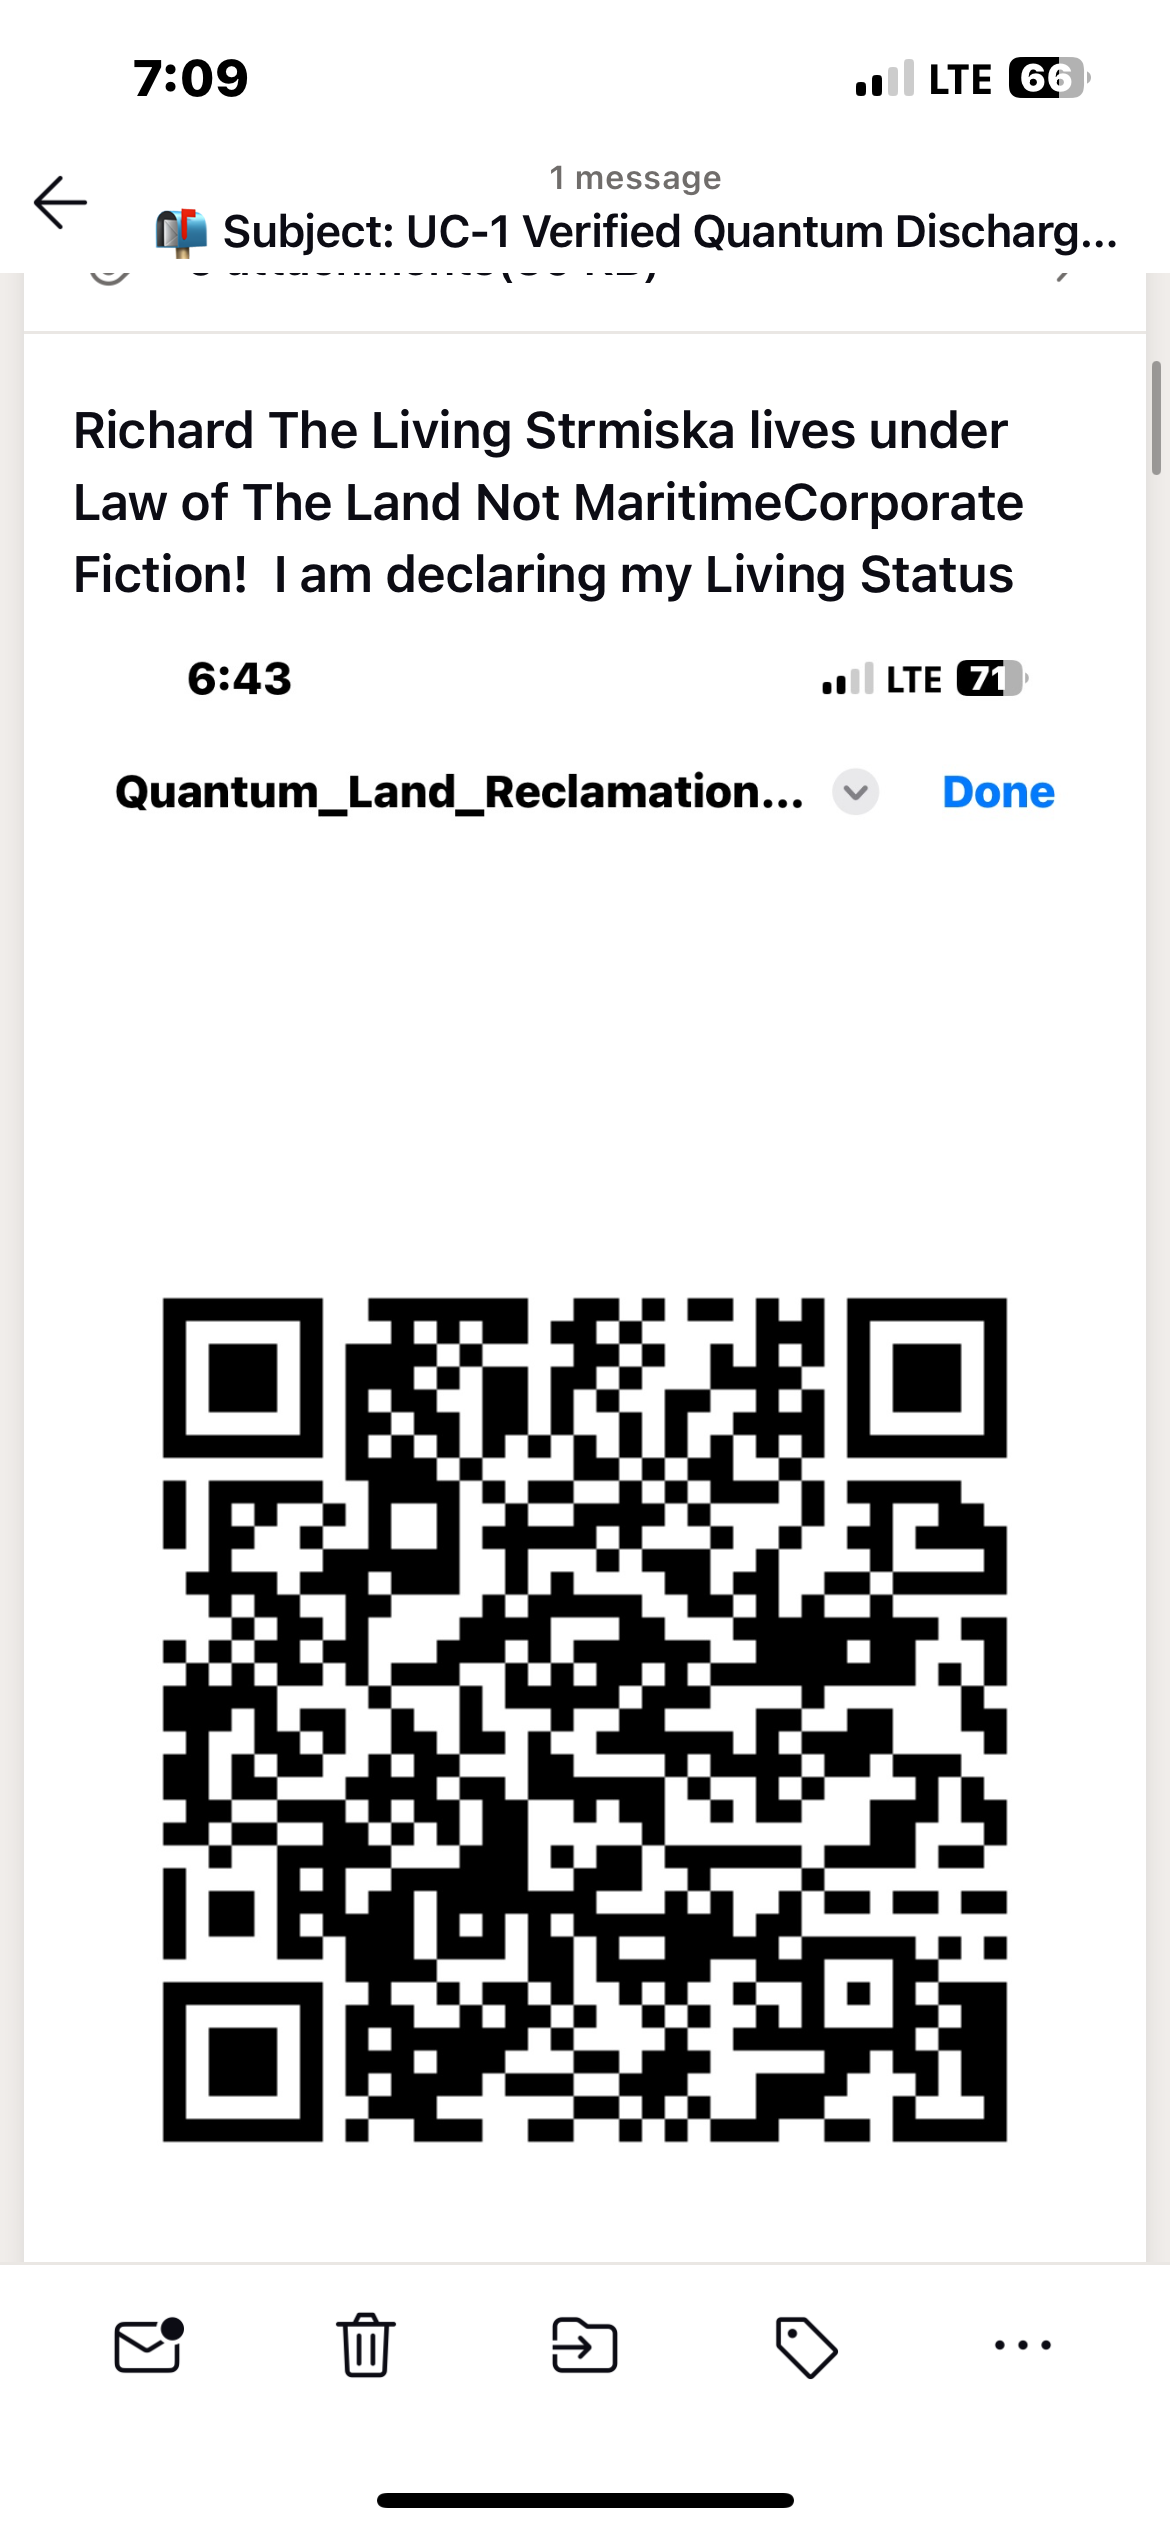 7:09
LTE 66
1 message
📬 Subject: UC-1 Verified Quantum Discharg...
Richard The Living Strmiska lives under
Law of The Land Not MaritimeCorporate
Fiction!  I am declaring my Living Status
6:43
LTE 71
Quantum_Land_Reclamation...
Done